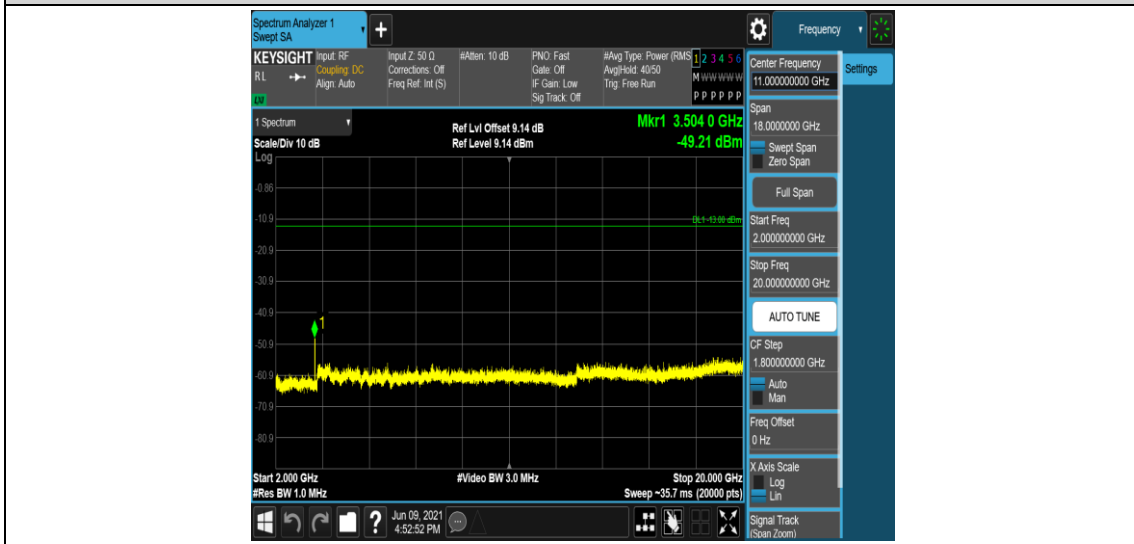 Spectrum Analyzer 1
Swept SA
+
Frequency
KEYSIGHT
RL
LXI
Input: RF
Coupling: DC
Align: Auto
Input Z: 50 Ω
Corrections: Off
Freq Ref: Int (S)
#Atten: 10 dB
PNO: Fast
Gate: Off
IF Gain: Low
Sig Track: Off
#Avg Type: Power (RMS
Avg|Hold: 40/50
Trig: Free Run
1 2 3 4 5 6
M W W W W W
P P P P P P
Center Frequency
11.000000000 GHz
Settings
Span
18.0000000 GHz
Swept Span
Zero Span
Full Span
Start Freq
2.000000000 GHz
Stop Freq
20.000000000 GHz
AUTO TUNE
CF Step
1.800000000 GHz
Auto
Man
Freq Offset
0 Hz
X Axis Scale
Log
Lin
Signal Track
(Span Zoom)
1 Spectrum
Scale/Div 10 dB
Log
Ref Lvl Offset 9.14 dB
Ref Level 9.14 dBm
Mkr1 3.504 0 GHz
-49.21 dBm
-0.86
-10.9
DL1 -13.00 dBm
-20.9
-30.9
-40.9
1
-50.9
-60.9
-70.9
-80.9
Start 2.000 GHz
#Video BW 3.0 MHz
Stop 20.000 GHz
#Res BW 1.0 MHz
Sweep ~35.7 ms (20000 pts)
?
Jun 09, 2021
4:52:52 PM